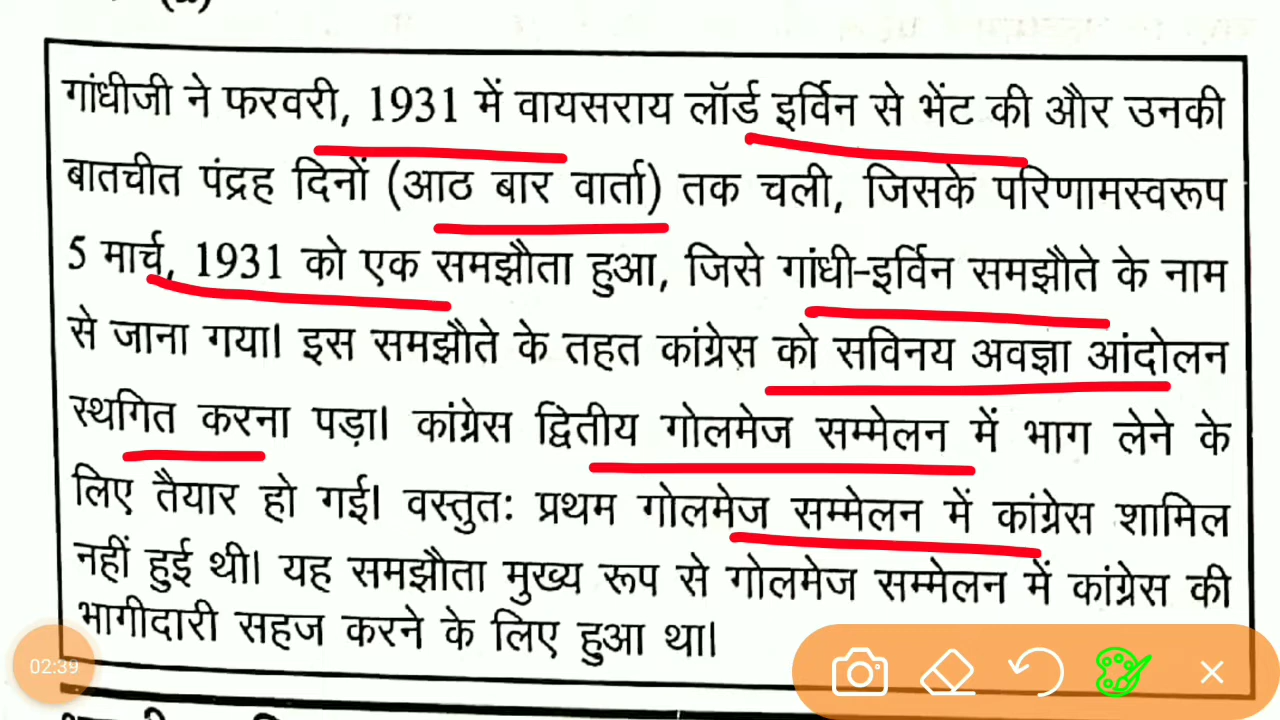 गांधीजी ने फरवरी, 1931 में वायसराय लॉर्ड इर्विन से भेंट की और उनकी
बातचीत पंद्रह दिनों (आठ बार वार्ता) तक चली, जिसके परिणामस्वरूप
5 मार्च, 1931 को एक समझौता हुआ, जिसे गांधी-इर्विन समझौते के नाम
से जाना गया। इस समझौते के तहत कांग्रेस को सविनय अवज्ञा आंदोलन
स्थगित करना पड़ा। कांग्रेस द्वितीय गोलमेज सम्मेलन में भाग लेने के
लिए तैयार हो गई। वस्तुतः प्रथम गोलमेज सम्मेलन में कांग्रेस शामिल
नहीं हुई थी। यह समझौता मुख्य रूप से गोलमेज सम्मेलन में कांग्रेस की
भागीदारी सहज करने के लिए हुआ था।
02:39